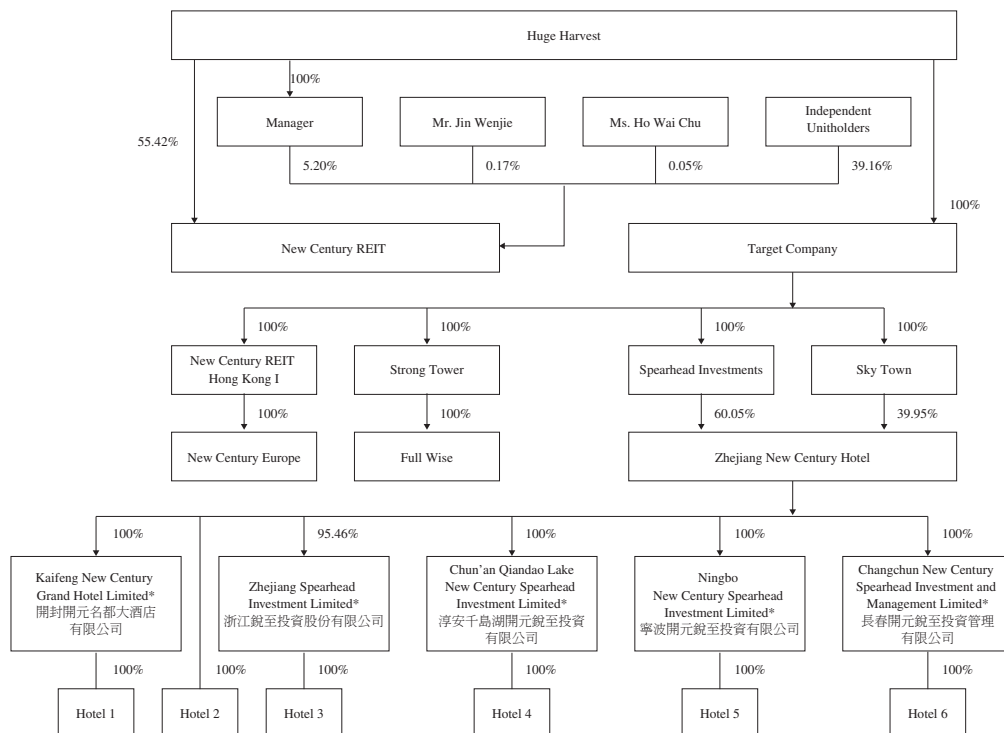 Huge Harvest
100%
Manager
Mr. Jin Wenjie
Ms. Ho Wai Chu
Independent
Unitholders
55.42%
5.20%
0.17%
0.05%
39.16%
100%
New Century REIT
Target Company
100%
100%
100%
100%
New Century REIT
Hong Kong I
Strong Tower
Spearhead Investments
Sky Town
100%
100%
60.05%
39.95%
New Century Europe
Full Wise
Zhejiang New Century Hotel
100%
95.46%
100%
100%
100%
Kaifeng New Century
Grand Hotel Limited*
開封開元名都大酒店
有限公司
Zhejiang Spearhead
Investment Limited*
浙江銳至投資股份有限公司
Chun'an Qiandao Lake
New Century Spearhead
Investment Limited*
淳安千島湖開元銳至投資
有限公司
Ningbo
New Century Spearhead
Investment Limited*
寧波開元銳至投資有限公司
Changchun New Century
Spearhead Investment and
Management Limited*
長春開元銳至投資管理
有限公司
100%
100%
100%
100%
100%
100%
Hotel 1
Hotel 2
Hotel 3
Hotel 4
Hotel 5
Hotel 6